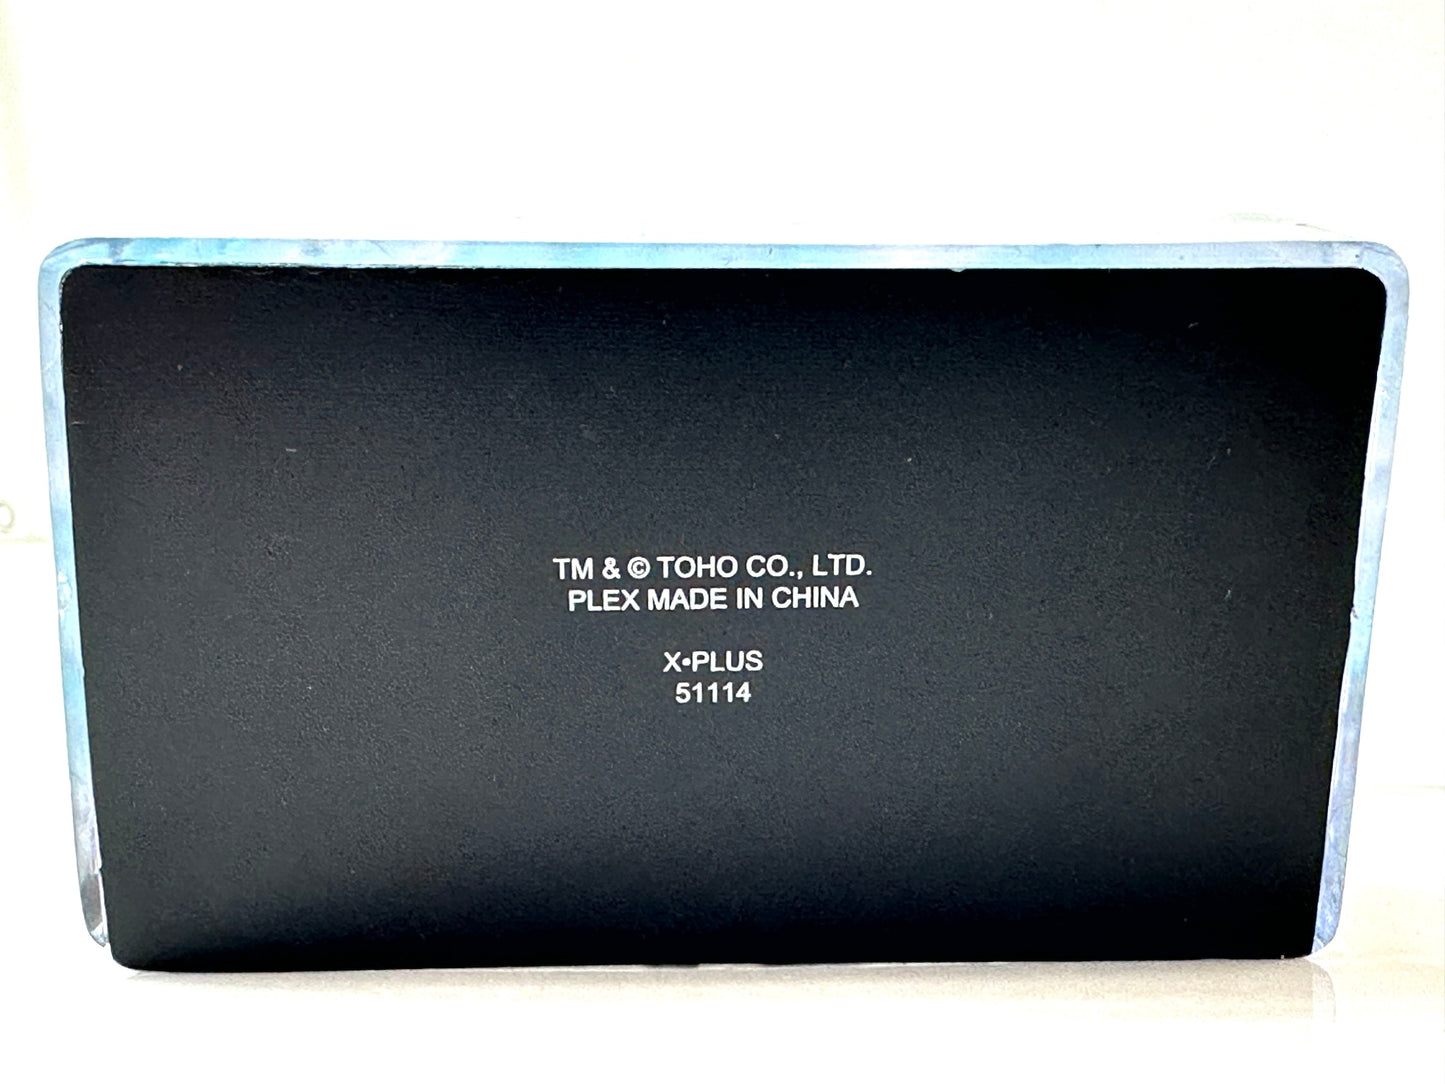 TM & © TOHO CO., LTD.
PLEX MADE IN CHINA
X•PLUS
51114